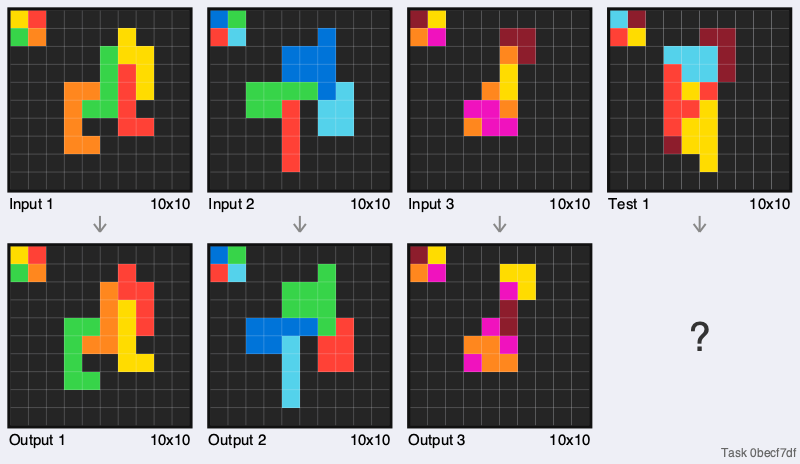 Input 1 10x10
Input 2 10x10
Input 3 10x10
Test 1 10x10
?
Output 1 10x10
Output 2 10x10
Output 3 10x10
Task 0becf7df